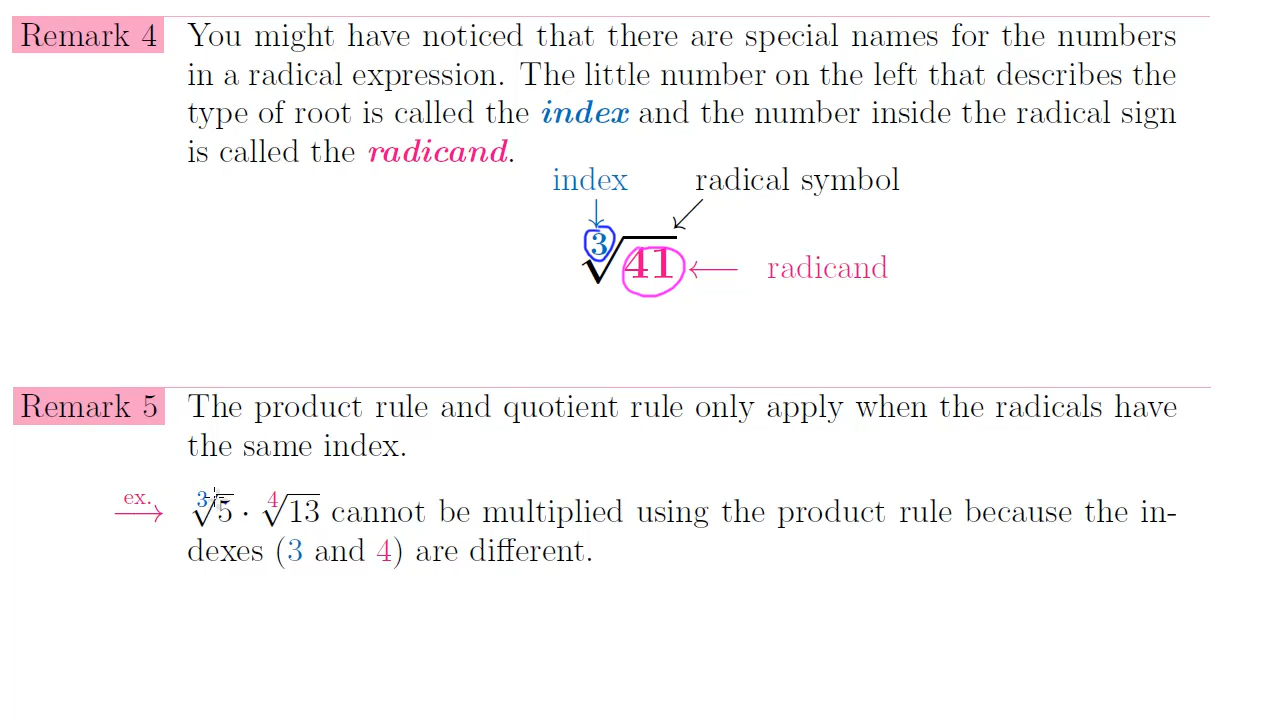 Remark 4 You might have noticed that there are special names for the numbers
in a radical expression. The little number on the left that describes the
type of root is called the index and the number inside the radical sign
is called the radicand.
index radical symbol
∛41 ← radicand
Remark 5 The product rule and quotient rule only apply when the radicals have
the same index.
ex. → ∛5 · ∜13 cannot be multiplied using the product rule because the in-
dexes (3 and 4) are different.